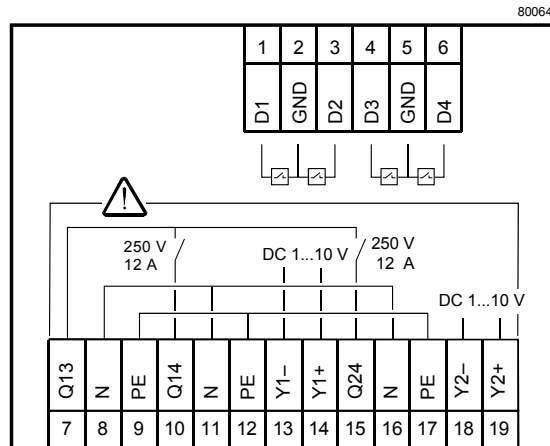 80064
1 2 3 4 5 6
D1 GND D2 D3 GND D4
!
250 V
12 A
DC 1...10 V
250 V
12 A
DC 1...10 V
Q13 N PE Q14 N PE Y1– Y1+ Q24 N PE Y2– Y2+
7 8 9 10 11 12 13 14 15 16 17 18 19